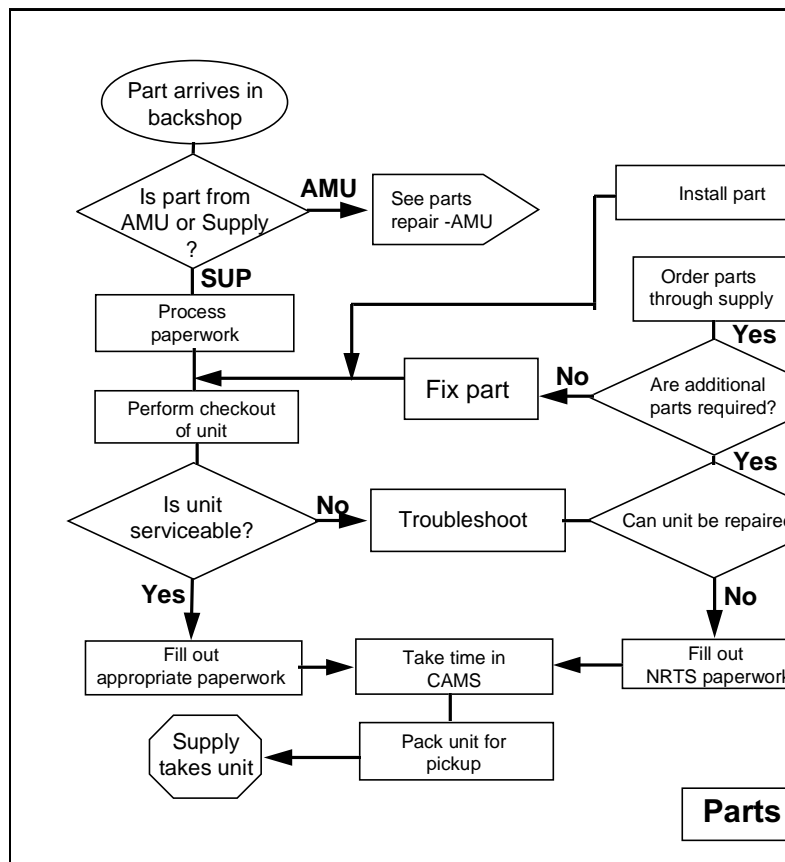 Part arrives in
backshop
Is part from
AMU or Supply
?
AMU
See parts
repair -AMU
Install part
SUP
Process
paperwork
Order parts
through supply
Yes
Are additional
parts required?
No
Fix part
Perform checkout
of unit
Yes
Is unit
serviceable?
No
Troubleshoot
Can unit be repaired
Yes
No
Fill out
appropriate paperwork
Take time in
CAMS
Fill out
NRTS paperwork
Supply
takes unit
Pack unit for
pickup
Parts